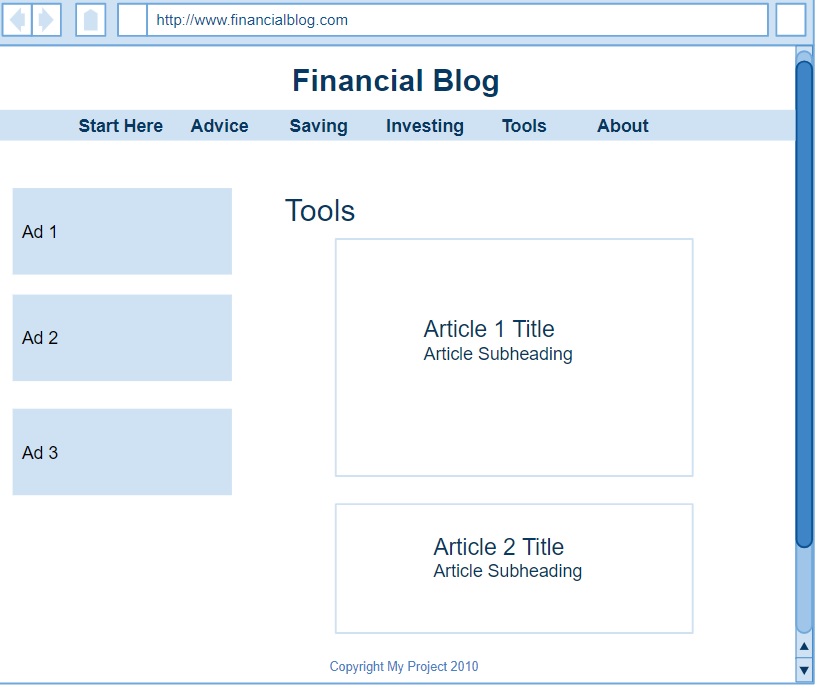 http://www.financialblog.com
Financial Blog
Start Here Advice Saving Investing Tools About
Ad 1
Ad 2
Ad 3
Tools
Article 1 Title
Article Subheading
Article 2 Title
Article Subheading
Copyright My Project 2010